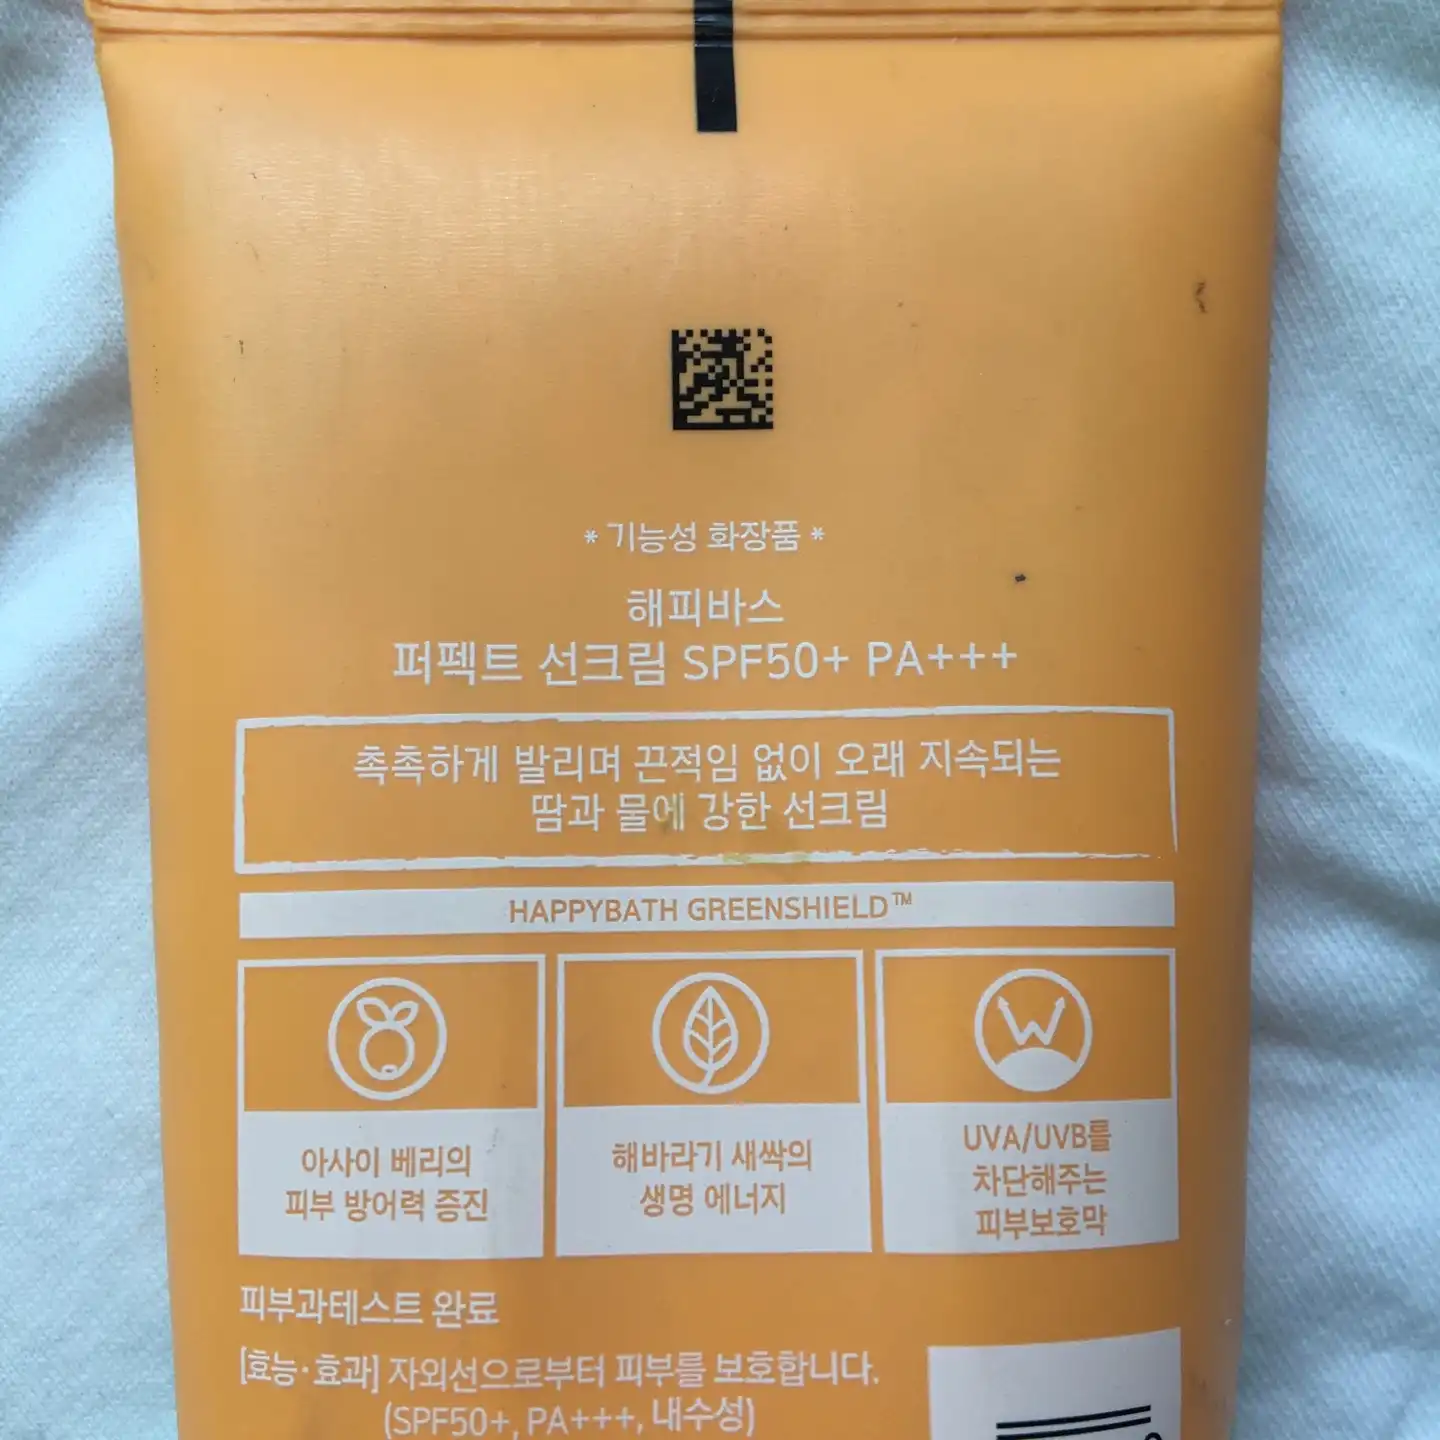 *기능성 화장품*
해피바스
퍼펙트 선크림 SPF50+ PA+++
촉촉하게 발리며 끈적임 없이 오래 지속되는
땀과 물에 강한 선크림
HAPPYBATH GREENSHIELD™
아사이 베리의
피부 방어력 증진
해바라기 새싹의
생명 에너지
UVA/UVB를
차단해주는
피부보호막
피부과테스트 완료
[효능·효과] 자외선으로부터 피부를 보호합니다.
(SPF50+, PA+++, 내수성)